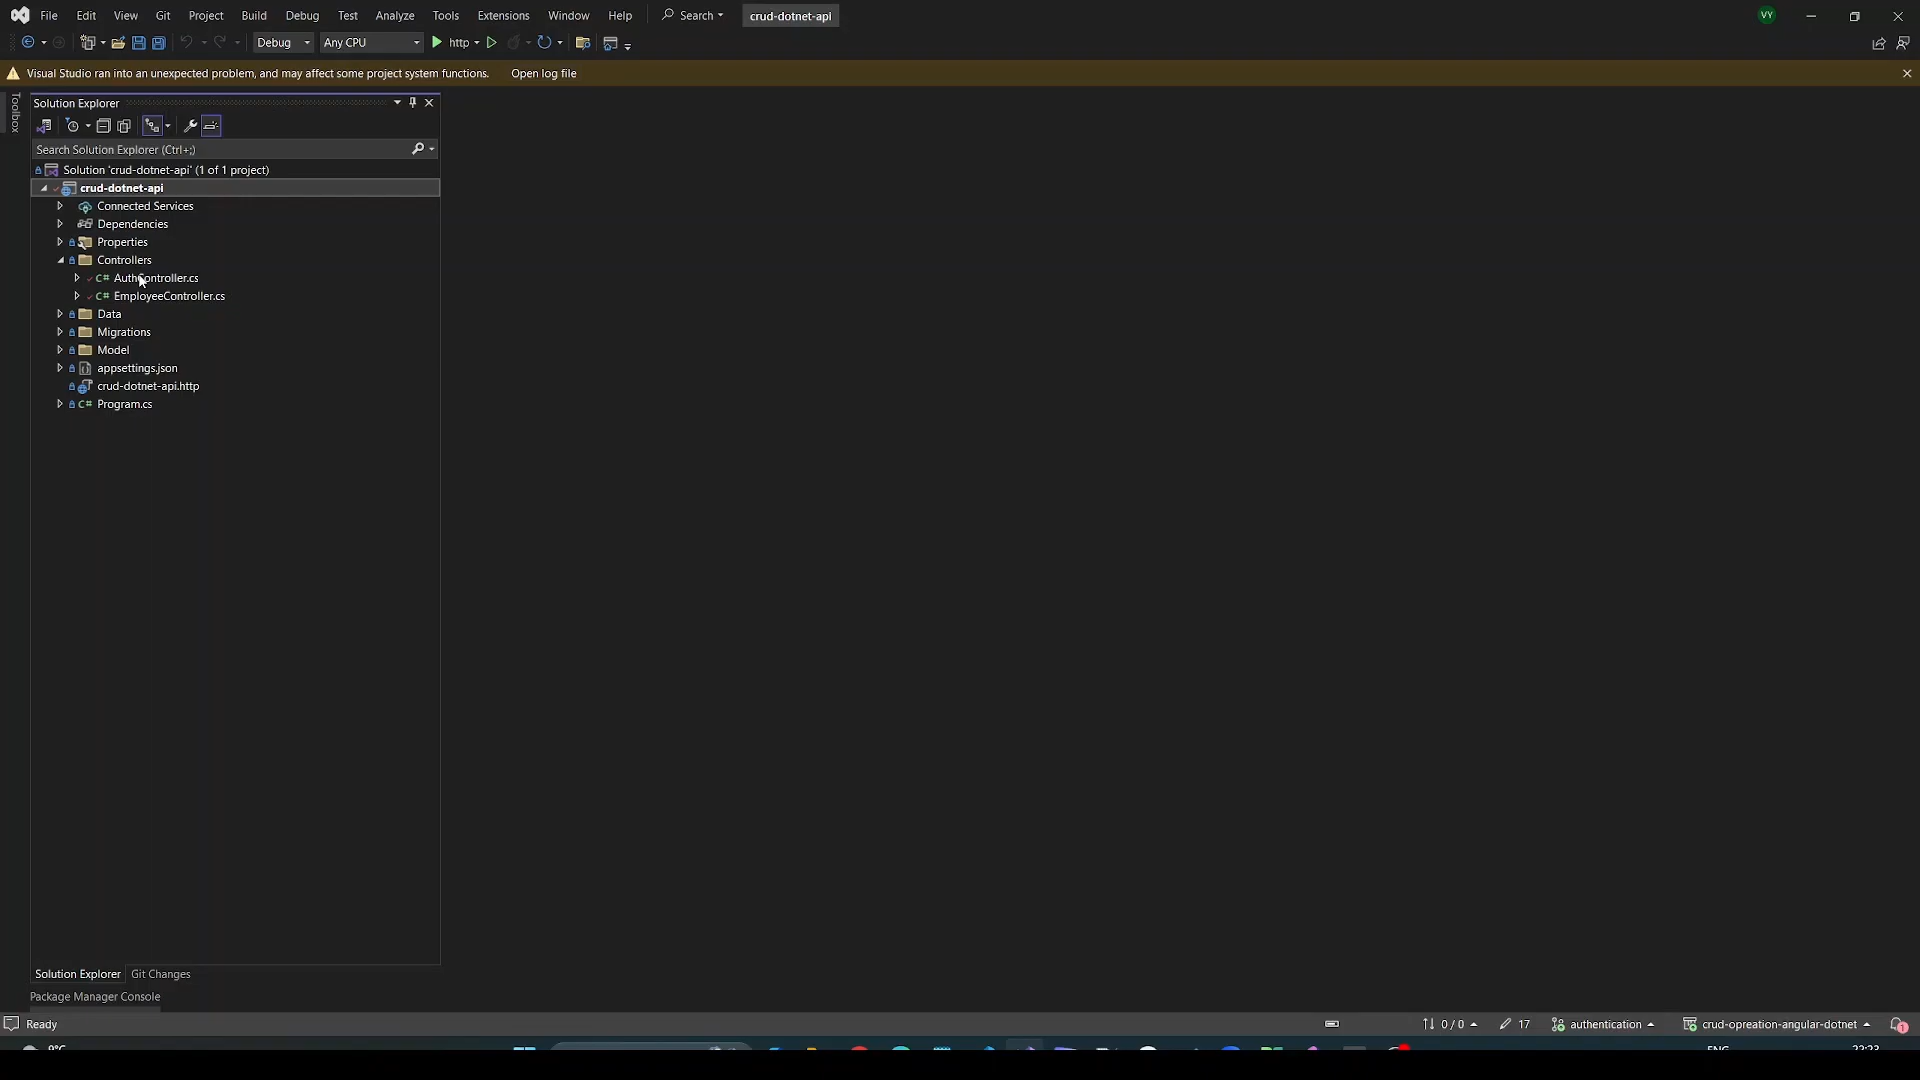 File Edit View Git Project Build Debug Test Analyze Tools Extensions Window Help Search crud-dotnet-api VY
Debug Any CPU http
Visual Studio ran into an unexpected problem, and may affect some project system functions. Open log file
Toolbox
Solution Explorer
Search Solution Explorer (Ctrl+;)
Solution 'crud-dotnet-api' (1 of 1 project)
crud-dotnet-api
Connected Services
Dependencies
Properties
Controllers
C# AuthController.cs
C# EmployeeController.cs
Data
Migrations
Model
appsettings.json
crud-dotnet-api.http
C# Program.cs
Solution Explorer Git Changes
Package Manager Console
Ready 0 / 0 17 authentication crud-opreation-angular-dotnet 1